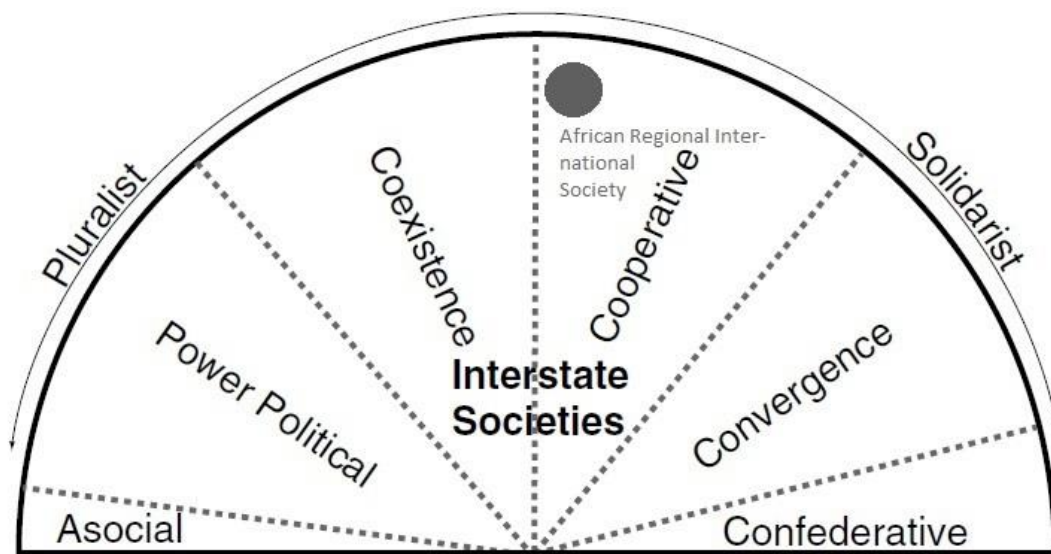 African Regional Inter-
national
Society
Pluralist
Solidarist
Coexistence
Cooperative
Power Political
Interstate
Societies
Convergence
Asocial
Confederative